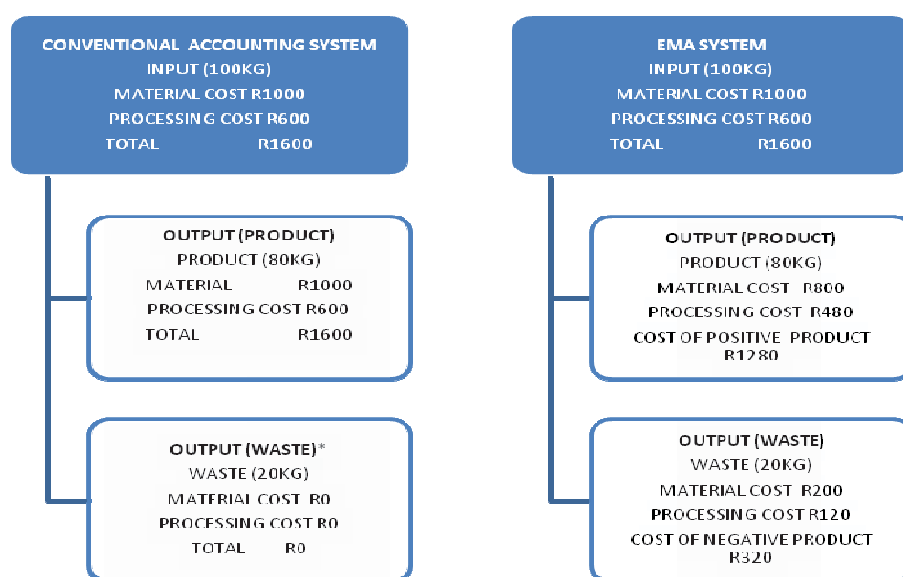 CONVENTIONAL ACCOUNTING SYSTEM
INPUT (100KG)
MATERIAL COST R1000
PROCESSING COST R600
TOTAL R1600
OUTPUT (PRODUCT)
PRODUCT (80KG)
MATERIAL R1000
PROCESSING COST R600
TOTAL R1600
OUTPUT (WASTE)*
WASTE (20KG)
MATERIAL COST R0
PROCESSING COST R0
TOTAL R0
EMA SYSTEM
INPUT (100KG)
MATERIAL COST R1000
PROCESSING COST R600
TOTAL R1600
OUTPUT (PRODUCT)
PRODUCT (80KG)
MATERIAL COST R800
PROCESSING COST R480
COST OF POSITIVE PRODUCT
R1280
OUTPUT (WASTE)
WASTE (20KG)
MATERIAL COST R200
PROCESSING COST R120
COST OF NEGATIVE PRODUCT
R320